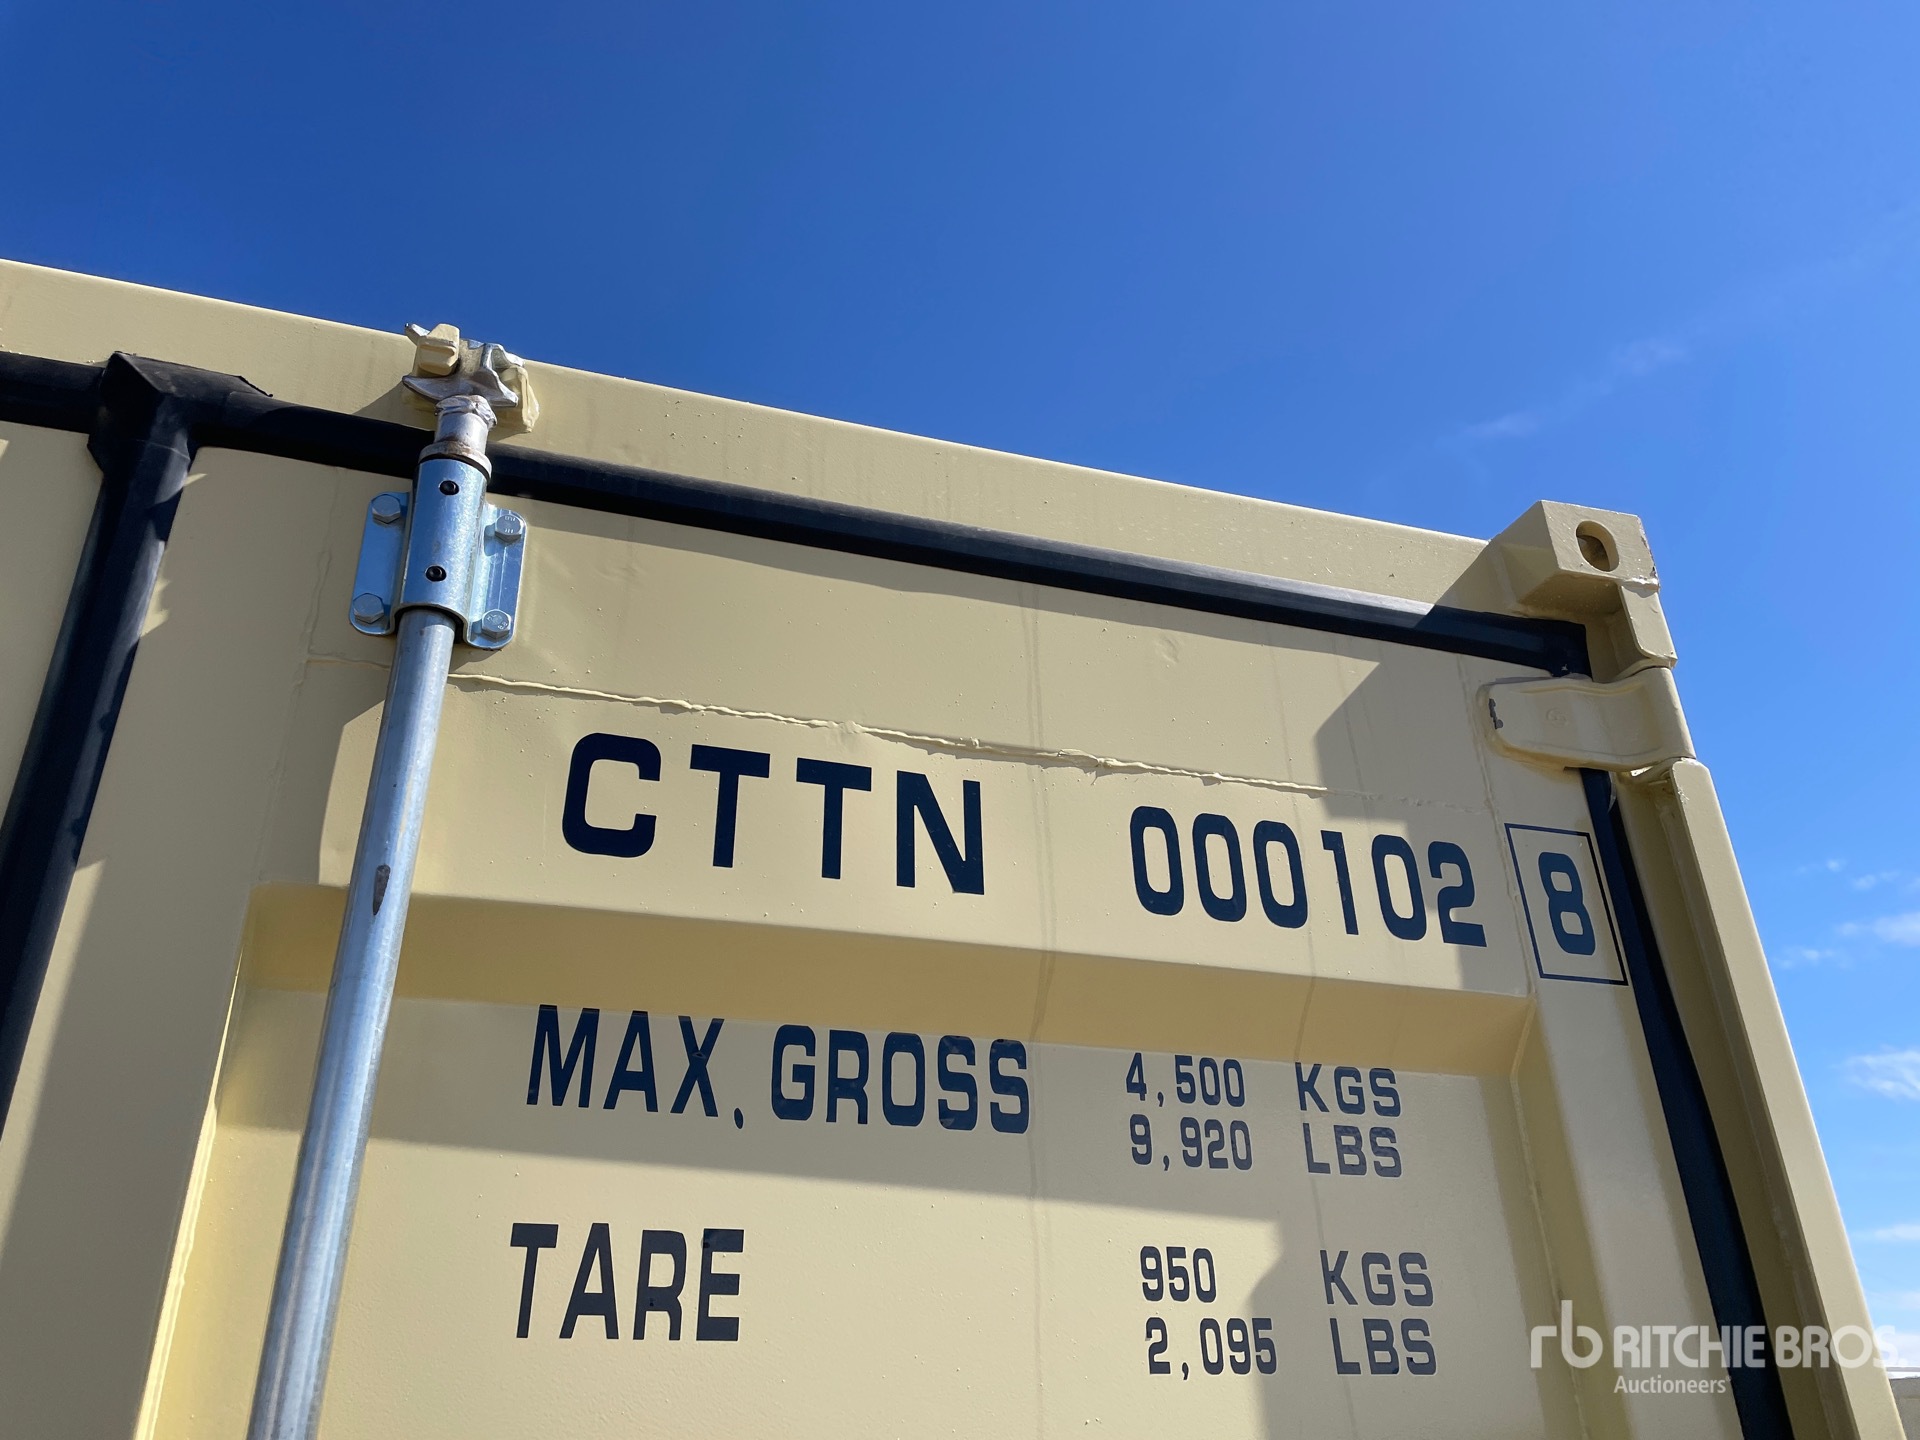 CTTN 000102 8
MAX. GROSS 4,500 KGS
9,920 LBS
TARE 950 KGS
2,095 LBS
rb RITCHIE BROS.
Auctioneers